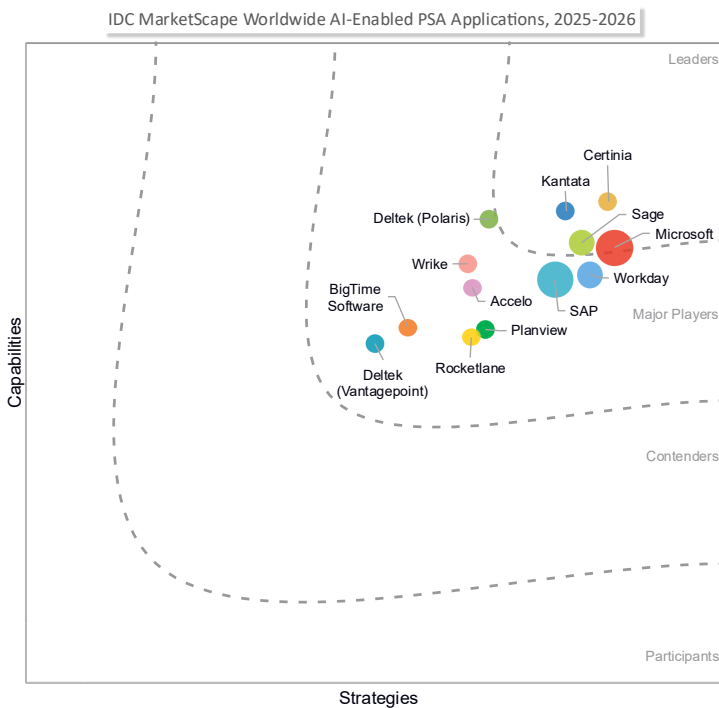 IDC MarketScape Worldwide AI-Enabled PSA Applications, 2025-2026
Leaders
Certinia
Kantata
Sage
Deltek (Polaris)
Microsoft
Wrike
Workday
BigTime
Software
Accelo
SAP
Major Players
Planview
Rocketlane
Deltek
(Vantagepoint)
Capabilities
Contenders
Participants
Strategies